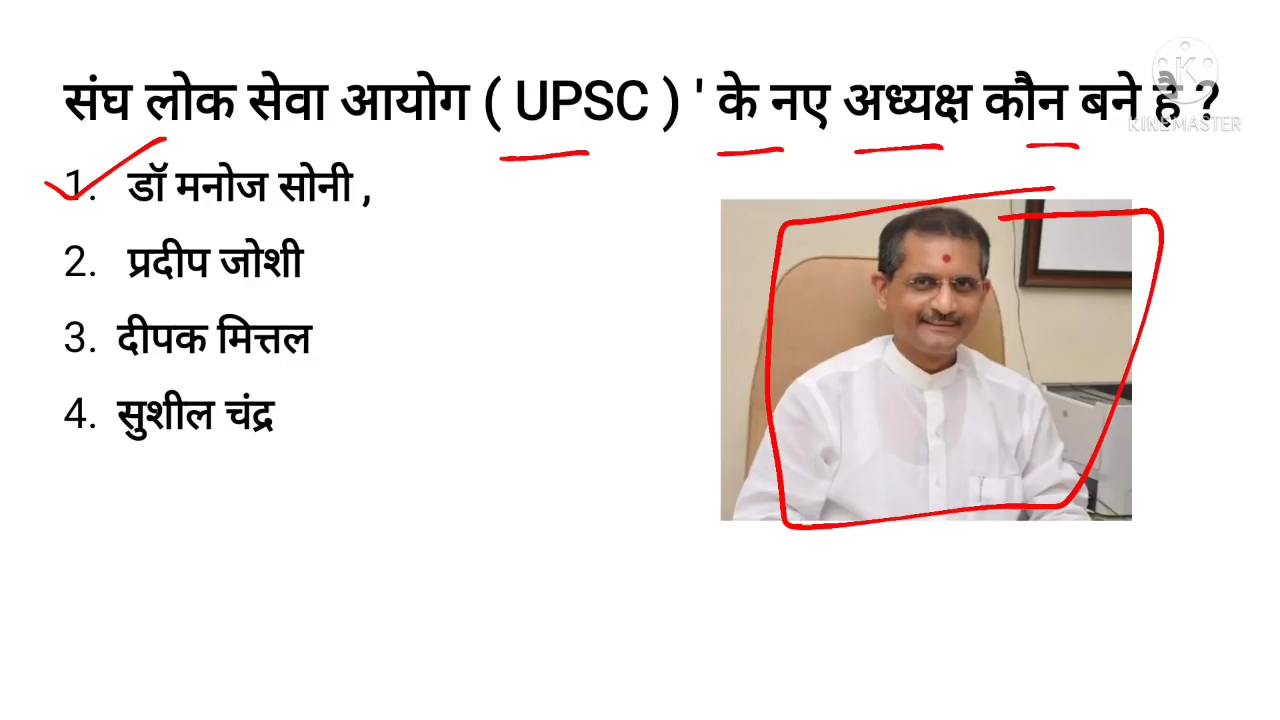 संघ लोक सेवा आयोग ( UPSC ) ' के नए अध्यक्ष कौन बने है ?
1. डॉ मनोज सोनी ,
2. प्रदीप जोशी
3. दीपक मित्तल
4. सुशील चंद्र
K
KINEMASTER